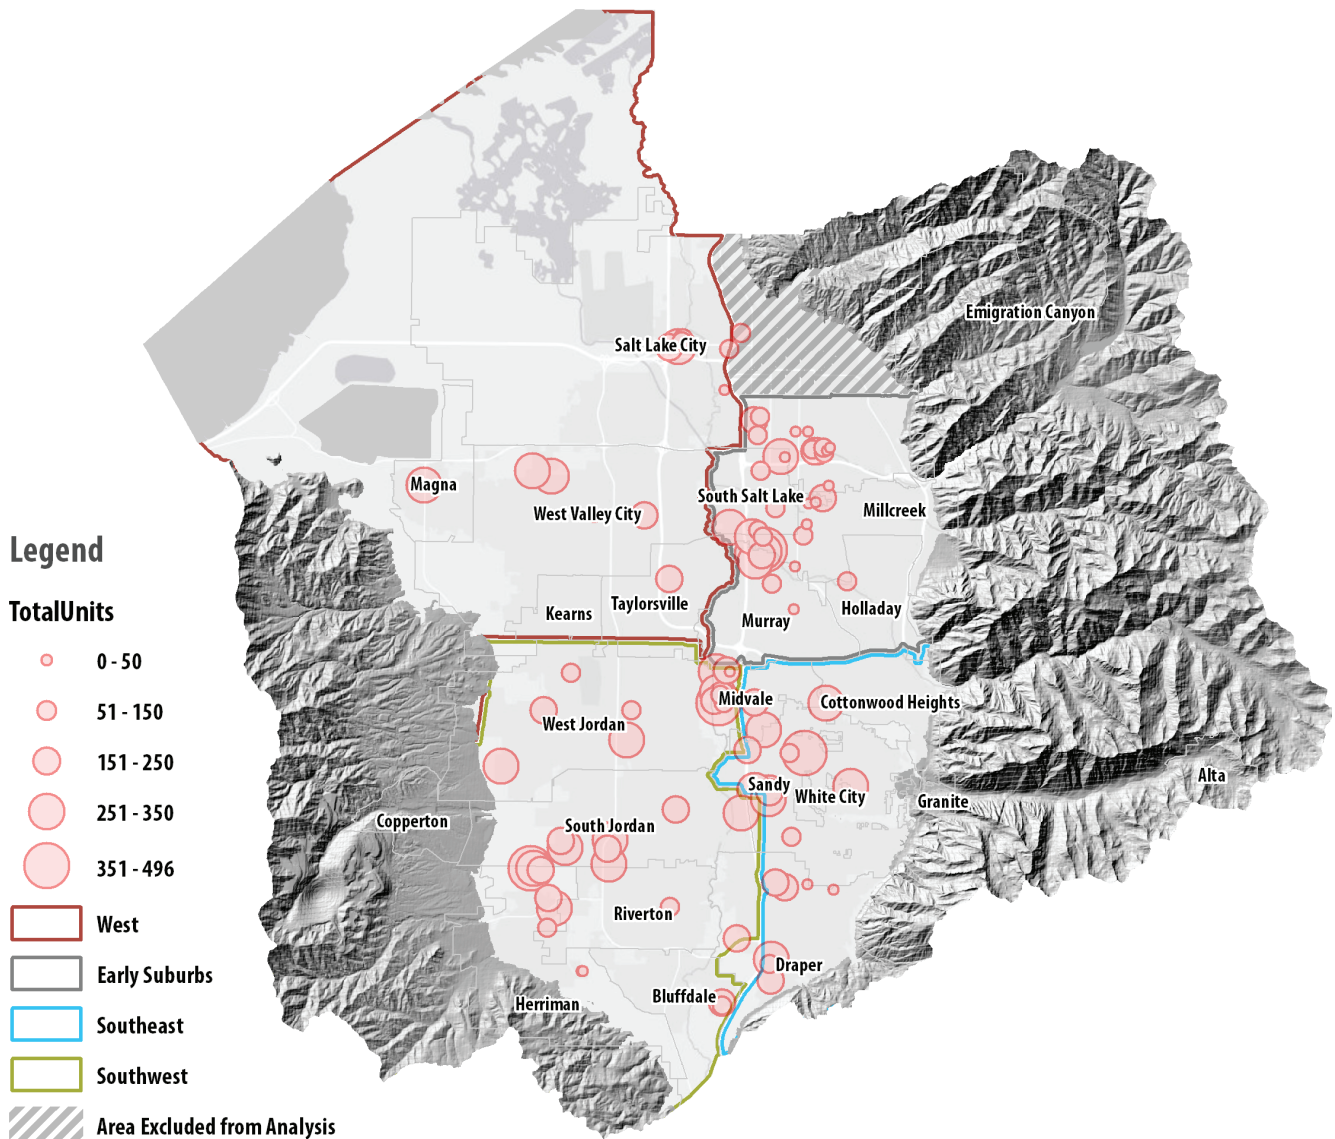 Emigration Canyon
Salt Lake City
Magna
South Salt Lake
West Valley City
Millcreek
Legend
TotalUnits
Taylorsville
Kearns
Holladay
Murray
0 - 50
Midvale
Cottonwood Heights
51 - 150
West Jordan
151 - 250
Sandy
White City
Alta
Granite
251 - 350
Copperton
South Jordan
351 - 496
Riverton
West
Draper
Early Suburbs
Bluffdale
Herriman
Southeast
Southwest
Area Excluded from Analysis